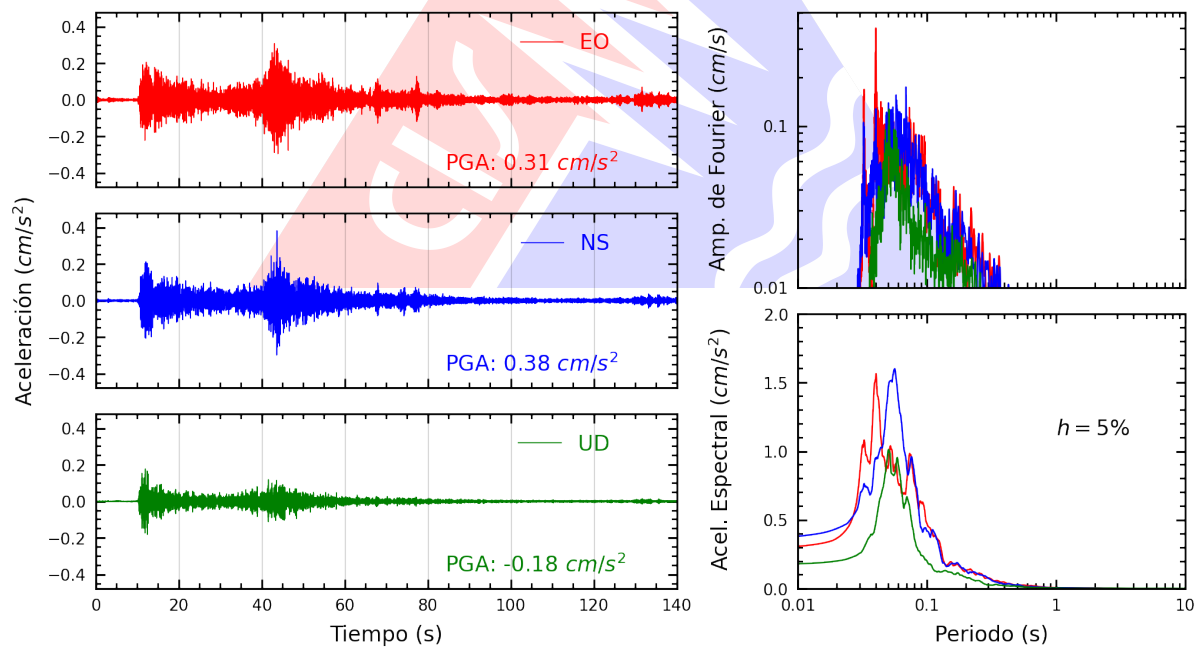 Aceleración (cm/s²)
0.4
0.2
0.0
−0.2
−0.4
EO
PGA: 0.31 cm/s²
0.4
0.2
0.0
−0.2
−0.4
NS
PGA: 0.38 cm/s²
0.4
0.2
0.0
−0.2
−0.4
UD
PGA: -0.18 cm/s²
0 20 40 60 80 100 120 140
Tiempo (s)
Amp. de Fourier (cm/s)
0.1
0.01
Acel. Espectral (cm/s²)
2.0
1.5
1.0
0.5
0.0
h = 5%
0.01 0.1 1 10
Periodo (s)